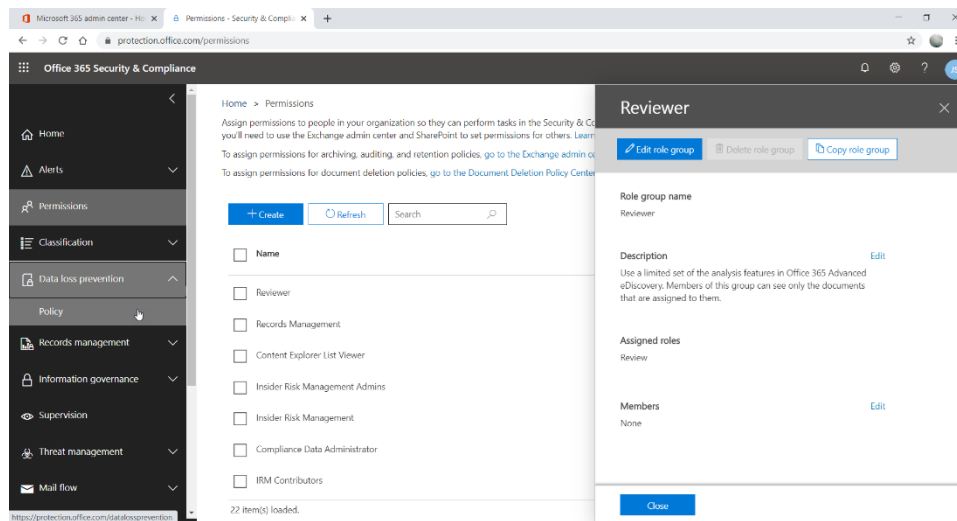 Microsoft 365 admin center - Ho
Permissions - Security & Complia
protection.office.com/permissions
Office 365 Security & Compliance
JS
Home
Alerts
Permissions
Classification
Data loss prevention
Policy
Records management
Information governance
Supervision
Threat management
Mail flow
https://protection.office.com/datalossprevention
Home > Permissions
Assign permissions to people in your organization so they can perform tasks in the Security & Co
you'll need to use the Exchange admin center and SharePoint to set permissions for others. Learn
To assign permissions for archiving, auditing, and retention policies, go to the Exchange admin ce
To assign permissions for document deletion policies, go to the Document Deletion Policy Center
Create
Refresh
Search
Name
Reviewer
Records Management
Content Explorer List Viewer
Insider Risk Management Admins
Insider Risk Management
Compliance Data Administrator
IRM Contributors
22 item(s) loaded.
Reviewer
Edit role group
Delete role group
Copy role group
Role group name
Reviewer
Description Edit
Use a limited set of the analysis features in Office 365 Advanced
eDiscovery. Members of this group can see only the documents
that are assigned to them.
Assigned roles
Review
Members Edit
None
Close